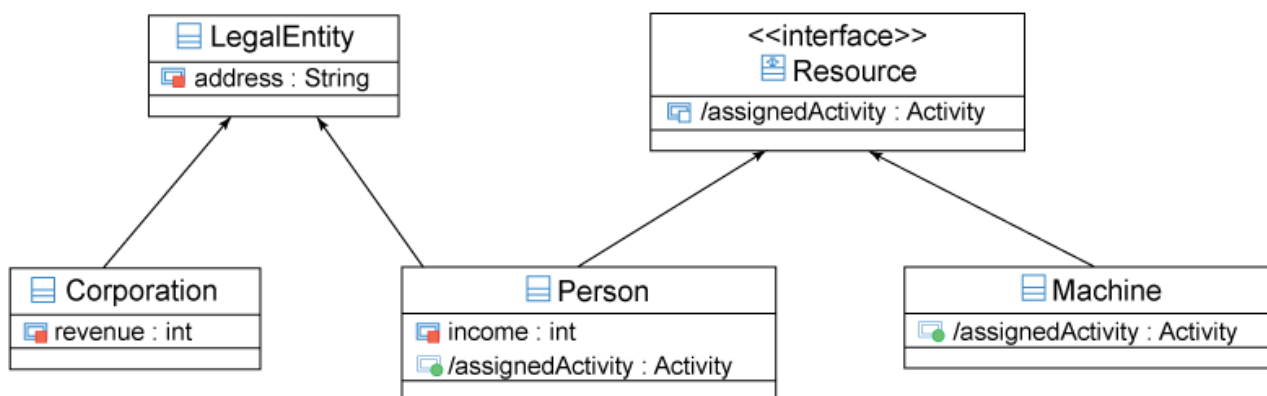 LegalEntity
address : String
<<interface>>
Resource
/assignedActivity : Activity
Corporation
revenue : int
Person
income : int
/assignedActivity : Activity
Machine
/assignedActivity : Activity